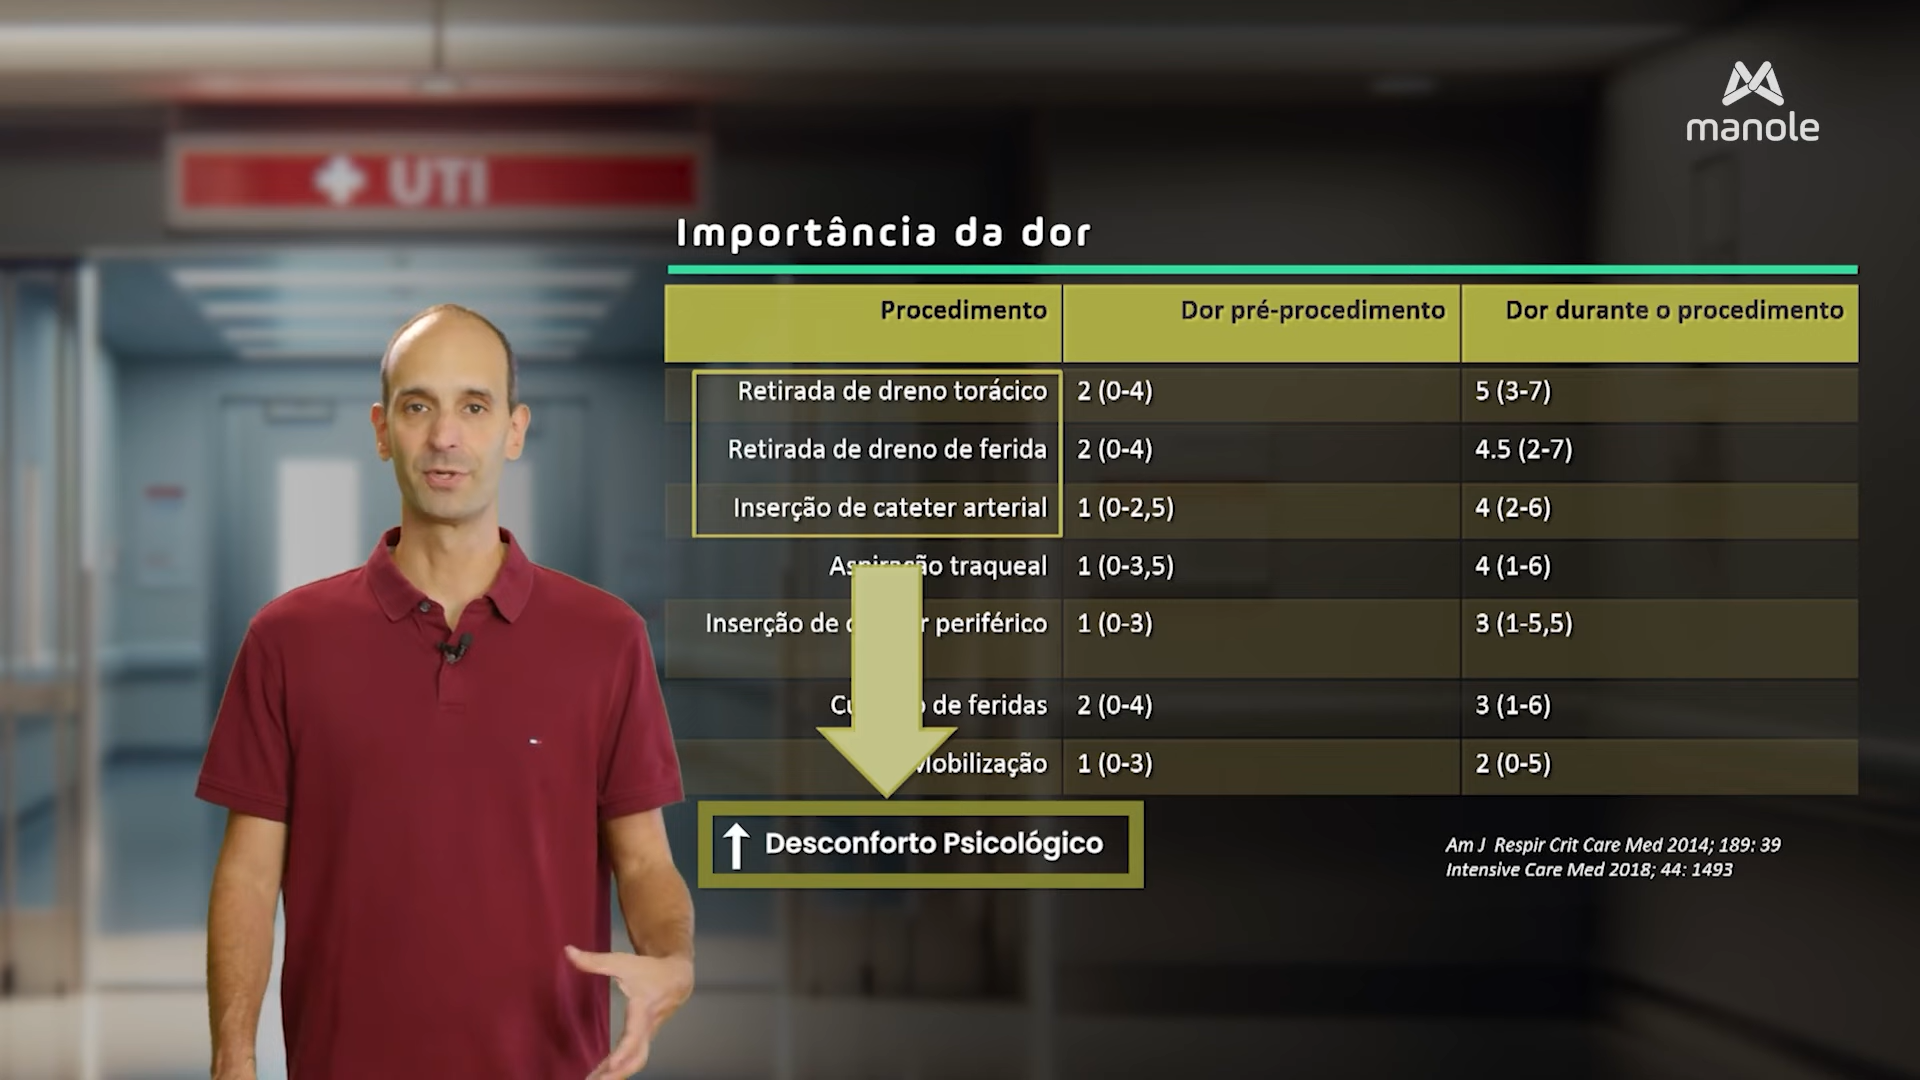 manole
UTI
Importância da dor
Procedimento Dor pré-procedimento Dor durante o procedimento
Retirada de dreno torácico 2 (0-4) 5 (3-7)
Retirada de dreno de ferida 2 (0-4) 4.5 (2-7)
Inserção de cateter arterial 1 (0-2,5) 4 (2-6)
traqueal 1 (0-3,5) 4 (1-6)
Inserção de periférico 1 (0-3) 3 (1-5,5)
de feridas 2 (0-4) 3 (1-6)
Mobilização 1 (0-3) 2 (0-5)
↑ Desconforto Psicológico
Am J Respir Crit Care Med 2014; 189: 39
Intensive Care Med 2018; 44: 1493